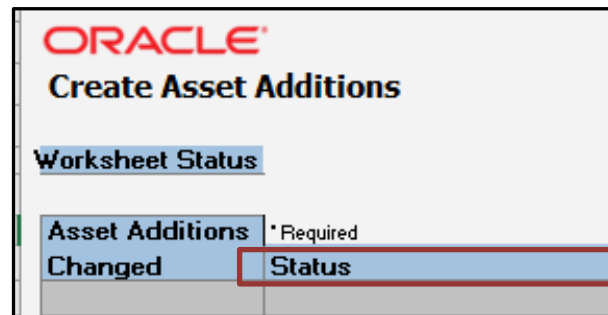 ORACLE
Create Asset Additions
Worksheet Status
Asset Additions * Required
Changed Status